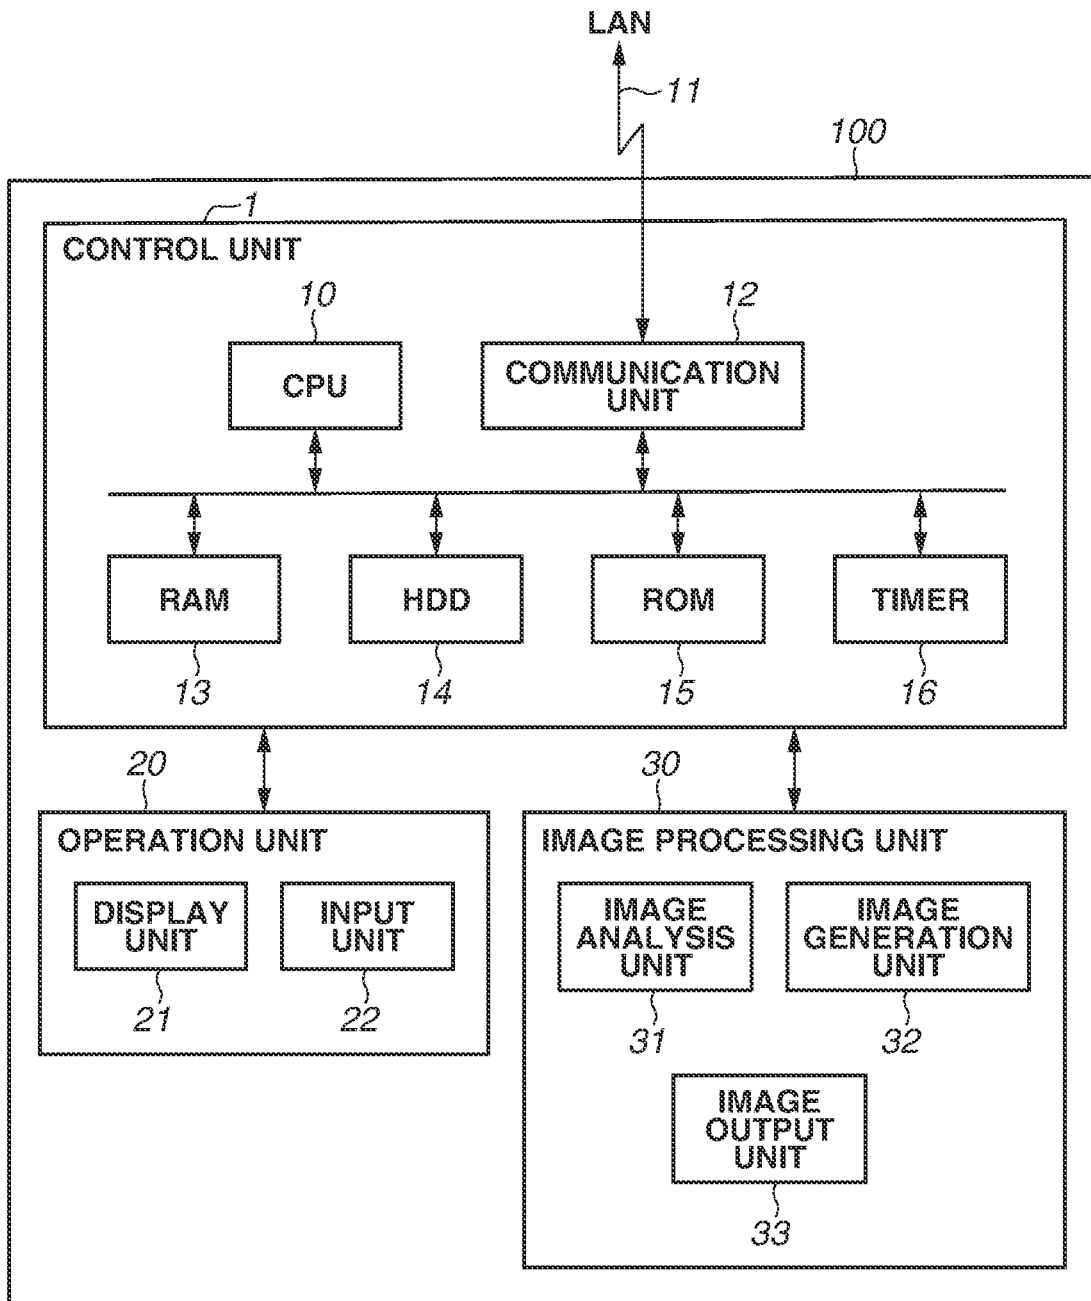 LAN
11
100
1
CONTROL UNIT
10
12
CPU
COMMUNICATION
UNIT
RAM
HDD
ROM
TIMER
13
14
15
16
20
30
OPERATION UNIT
IMAGE PROCESSING UNIT
DISPLAY
UNIT
INPUT
UNIT
IMAGE
ANALYSIS
UNIT
IMAGE
GENERATION
UNIT
21
22
31
32
IMAGE
OUTPUT
UNIT
33